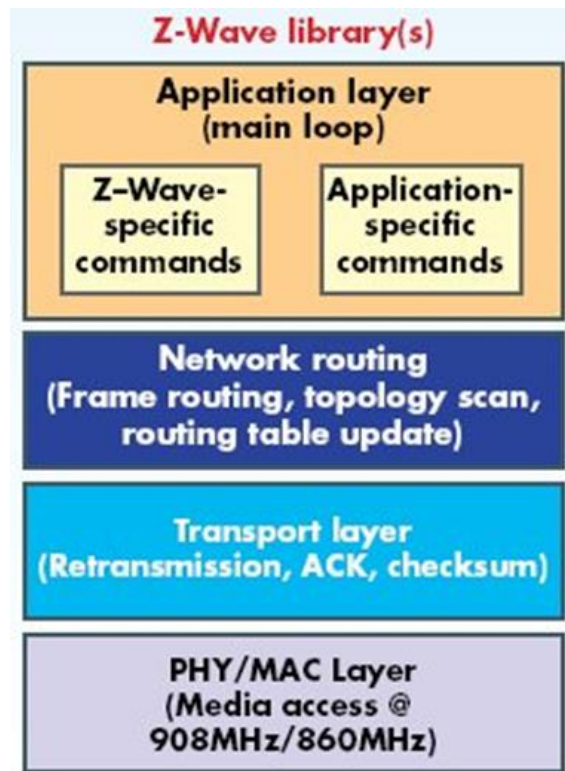 Z-Wave library(s)
Application layer
(main loop)
Z-Wave-
specific
commands
Application-
specific
commands
Network routing
(Frame routing, topology scan,
routing table update)
Transport layer
(Retransmission, ACK, checksum)
PHY/MAC Layer
(Media access @
908MHz/860MHz)